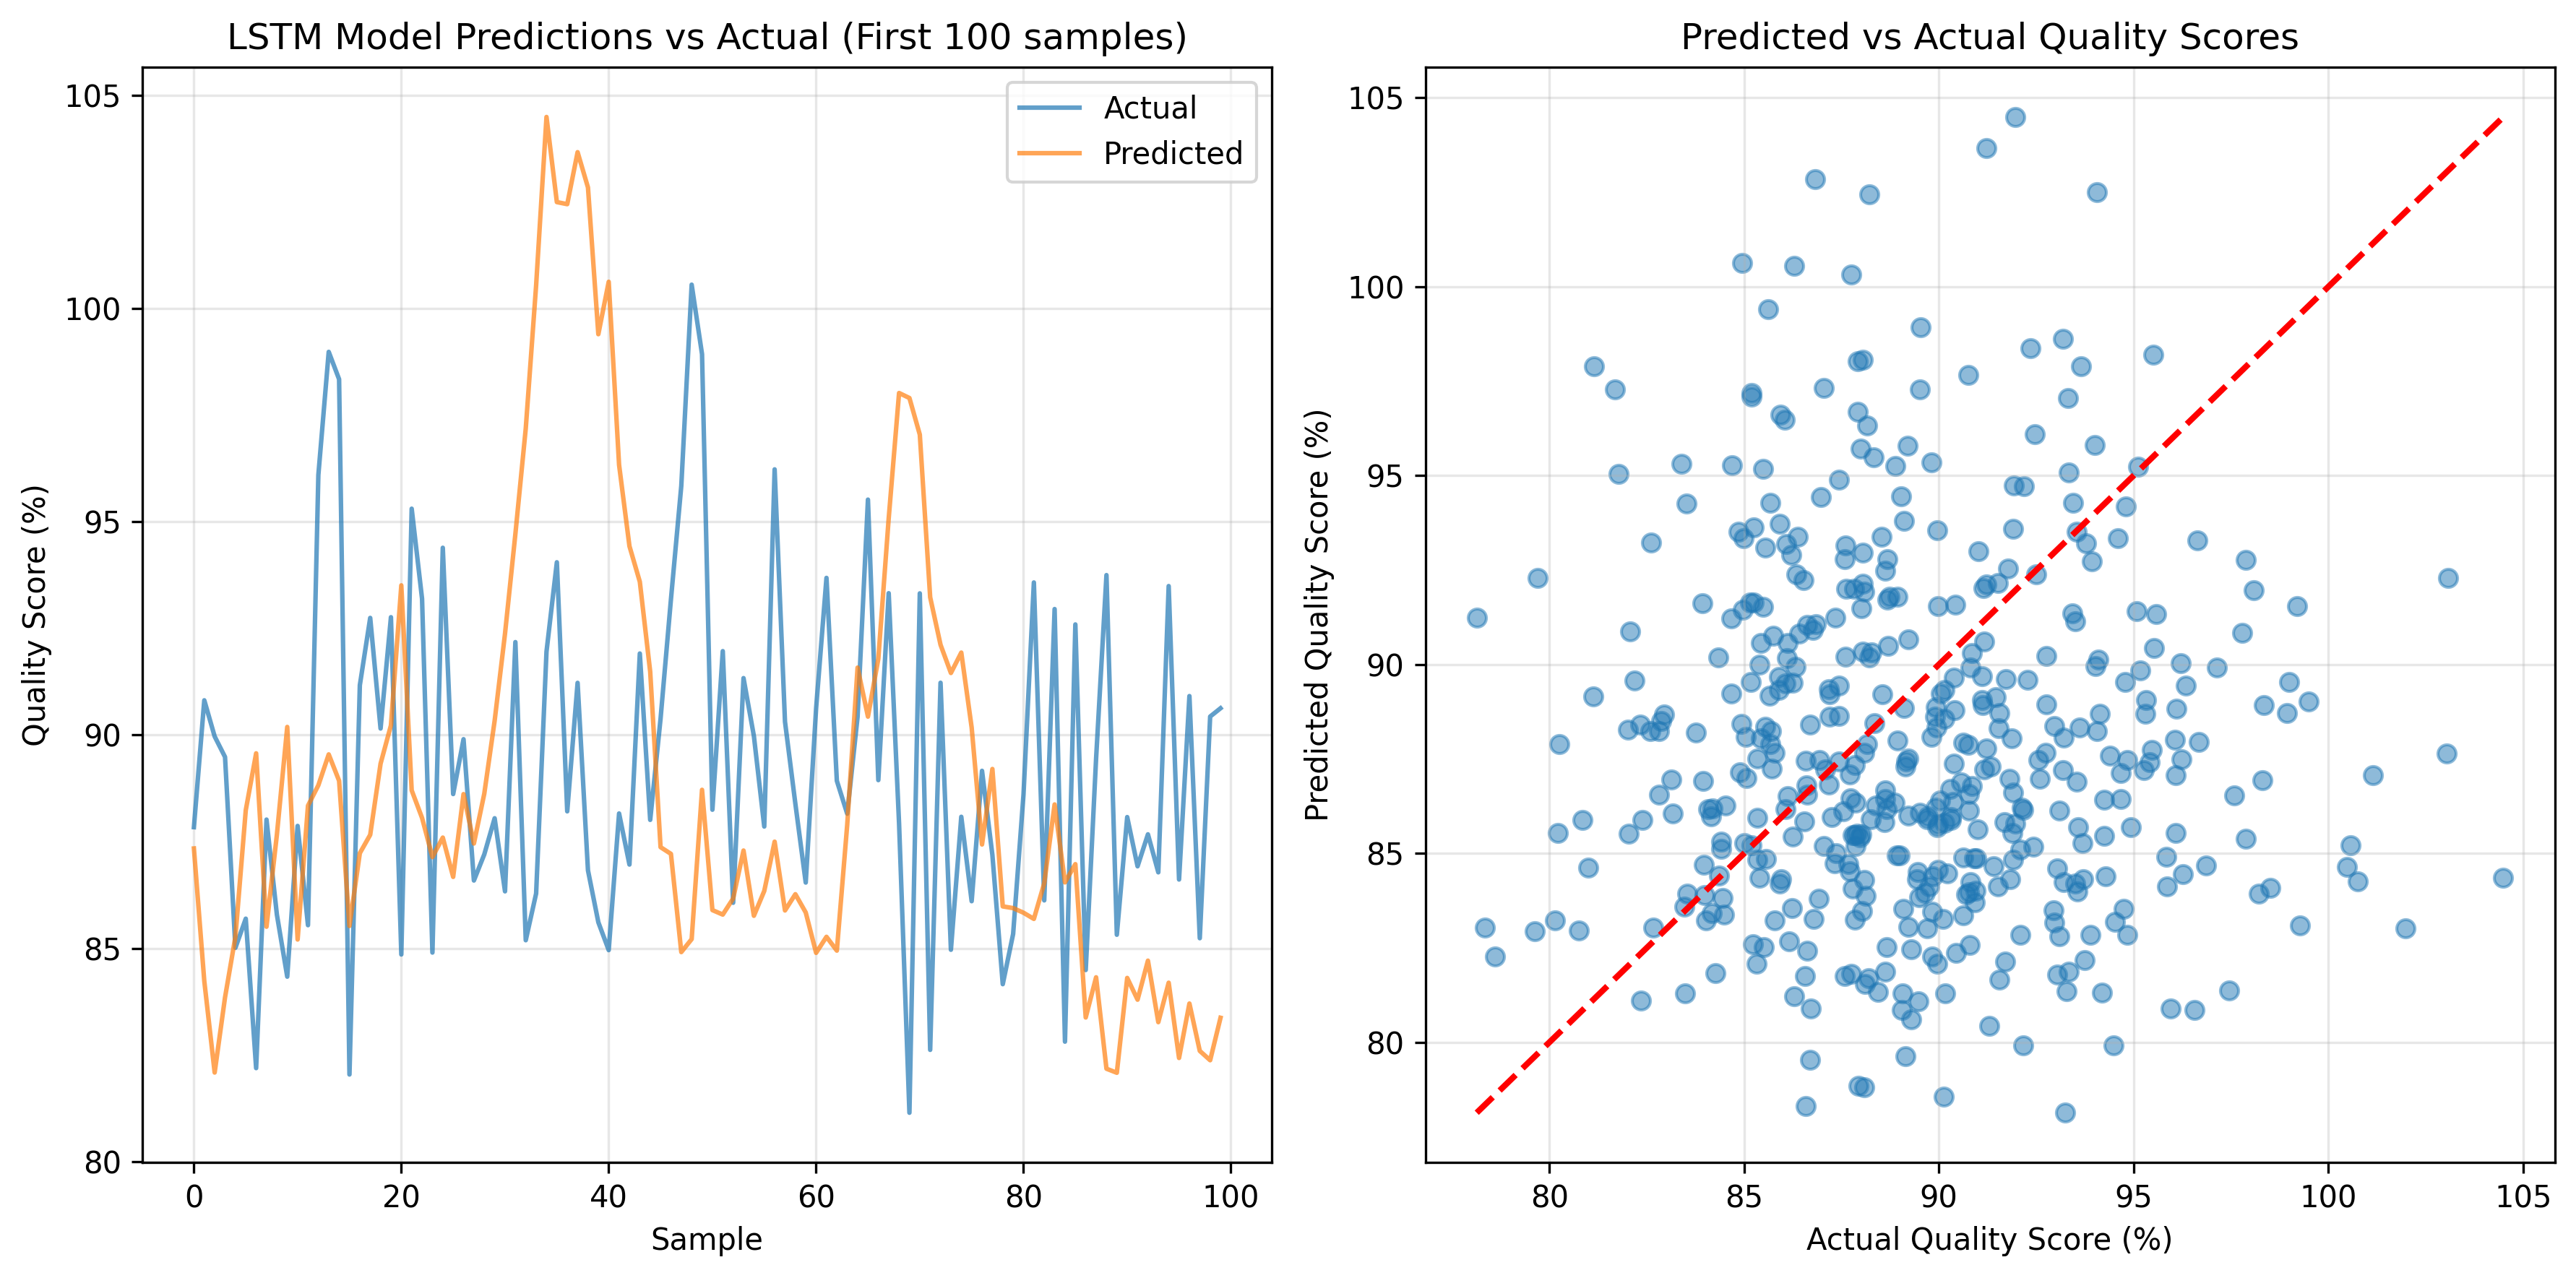 LSTM Model Predictions vs Actual (First 100 samples)
Quality Score (%)
105
100
95
90
85
80
0 20 40 60 80 100
Sample
Actual
Predicted
Predicted vs Actual Quality Scores
Predicted Quality Score (%)
105
100
95
90
85
80
80 85 90 95 100 105
Actual Quality Score (%)